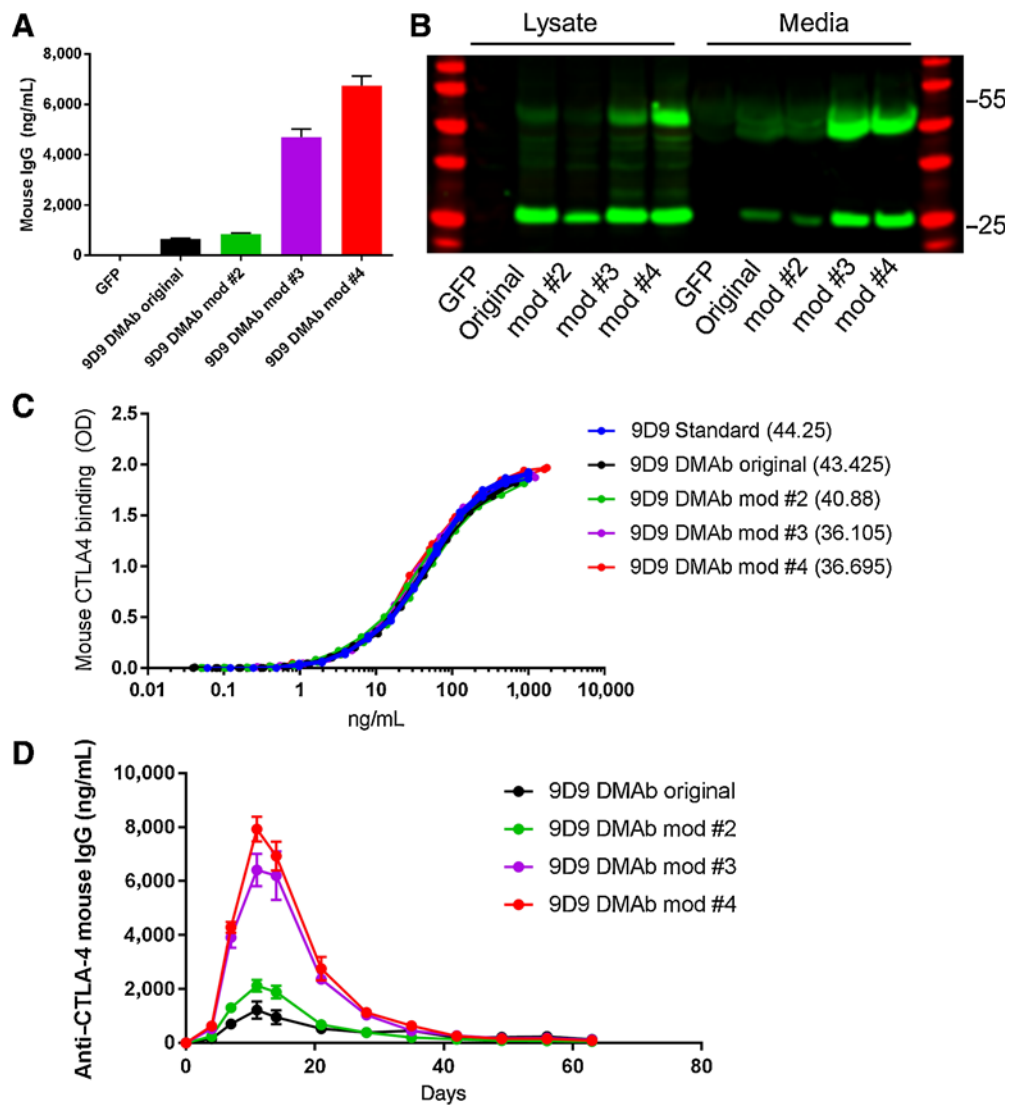 A
Mouse IgG (ng/mL)
8,000
6,000
4,000
2,000
0
GFP
9D9 DMAb original
9D9 DMAb mod #2
9D9 DMAb mod #3
9D9 DMAb mod #4
B
Lysate
Media
–55
–25
GFP
Original
mod #2
mod #3
mod #4
GFP
Original
mod #2
mod #3
mod #4
C
Mouse CTLA4 binding (OD)
2.5
2.0
1.5
1.0
0.5
0.0
0.01
0.1
1
10
100
1,000
10,000
ng/mL
9D9 Standard (44.25)
9D9 DMAb original (43.425)
9D9 DMAb mod #2 (40.88)
9D9 DMAb mod #3 (36.105)
9D9 DMAb mod #4 (36.695)
D
Anti-CTLA-4 mouse IgG (ng/mL)
10,000
8,000
6,000
4,000
2,000
0
0
20
40
60
80
Days
9D9 DMAb original
9D9 DMAb mod #2
9D9 DMAb mod #3
9D9 DMAb mod #4